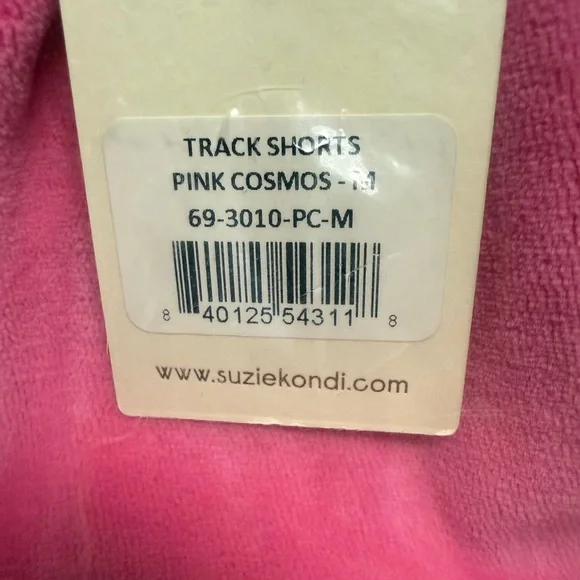 TRACK SHORTS
PINK COSMOS - M
69-3010-PC-M
8 40125 54311 8
www.suziekondi.com